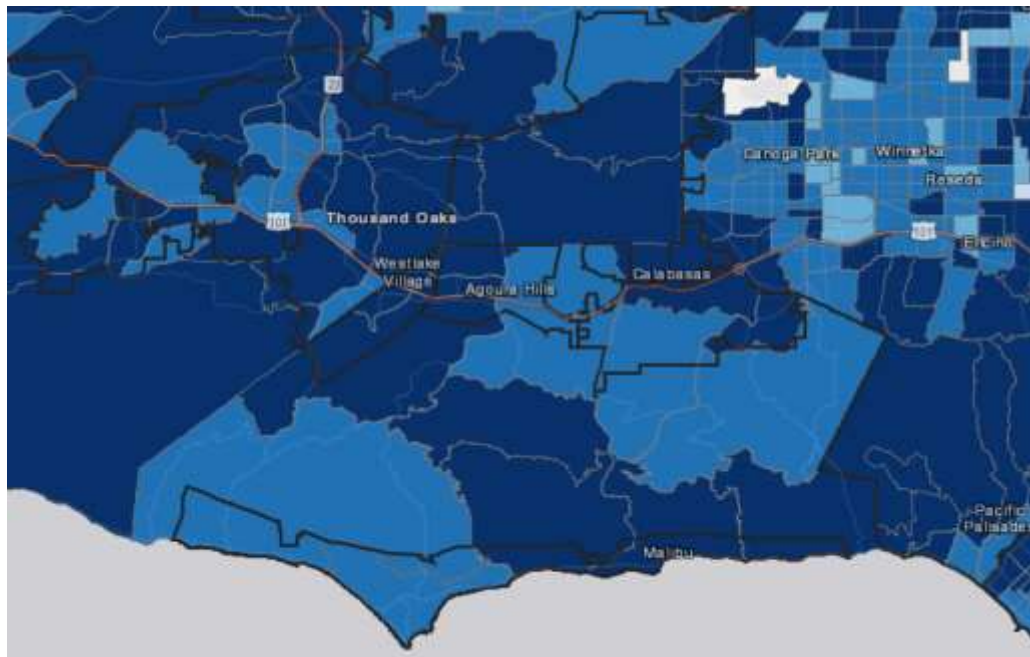 23
Canoga Park
Winnetka
Reseda
101
Thousand Oaks
101
Encino
Westlake
Village
Calabasas
Agoura Hills
Pacific
Palisades
Malibu